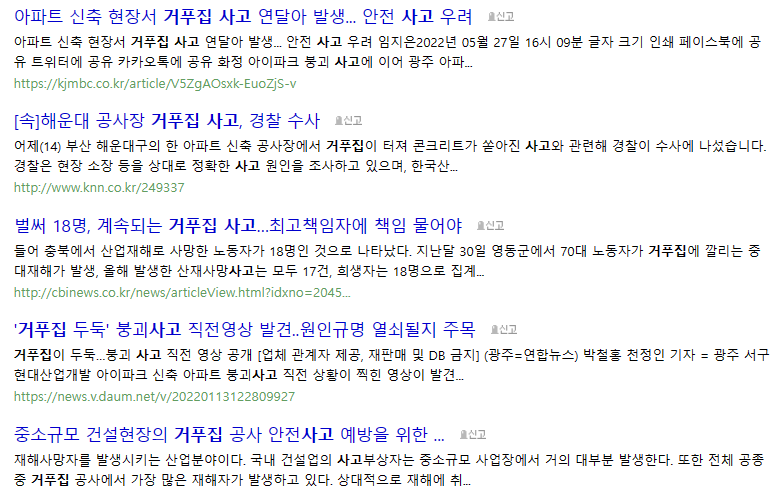 아파트 신축 현장서 거푸집 사고 연달아 발생... 안전 사고 우려 신고
아파트 신축 현장서 거푸집 사고 연달아 발생... 안전 사고 우려 임지은2022년 05월 27일 16시 09분 글자 크기 인쇄 페이스북에 공
유 트위터에 공유 카카오톡에 공유 화정 아이파크 붕괴 사고에 이어 광주 아파...
https://kjmbc.co.kr/article/V5ZgAOsxk-EuoZjS-v
[속]해운대 공사장 거푸집 사고, 경찰 수사 신고
어제(14) 부산 해운대구의 한 아파트 신축 공사장에서 거푸집이 터져 콘크리트가 쏟아진 사고와 관련해 경찰이 수사에 나섰습니다.
경찰은 현장 소장 등을 상대로 정확한 사고 원인을 조사하고 있으며, 한국산...
http://www.knn.co.kr/249337
벌써 18명, 계속되는 거푸집 사고...최고책임자에 책임 물어야 신고
들어 충북에서 산업재해로 사망한 노동자가 18명인 것으로 나타났다. 지난달 30일 영동군에서 70대 노동자가 거푸집에 깔리는 중
대재해가 발생, 올해 발생한 산재사망사고는 모두 17건, 희생자는 18명으로 집계...
http://cbinews.co.kr/news/articleView.html?idxno=2045...
'거푸집 두둑' 붕괴사고 직전영상 발견..원인규명 열쇠될지 주목 신고
거푸집이 두둑...붕괴 사고 직전 영상 공개 [업체 관계자 제공, 재판매 및 DB 금지] (광주=연합뉴스) 박철홍 천정인 기자 = 광주 서구
현대산업개발 아이파크 신축 아파트 붕괴사고 직전 상황이 찍힌 영상이 발견...
https://news.v.daum.net/v/20220113122809927
중소규모 건설현장의 거푸집 공사 안전사고 예방을 위한 ... 신고
재해사망자를 발생시키는 산업분야이다. 국내 건설업의 사고부상자는 중소규모 사업장에서 거의 대부분 발생한다. 또한 전체 공종
중 거푸집 공사에서 가장 많은 재해자가 발생하고 있다. 상대적으로 재해에 취...